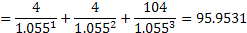 = 4/1.055¹ + 4/1.055² + 104/1.055³ = 95.9531